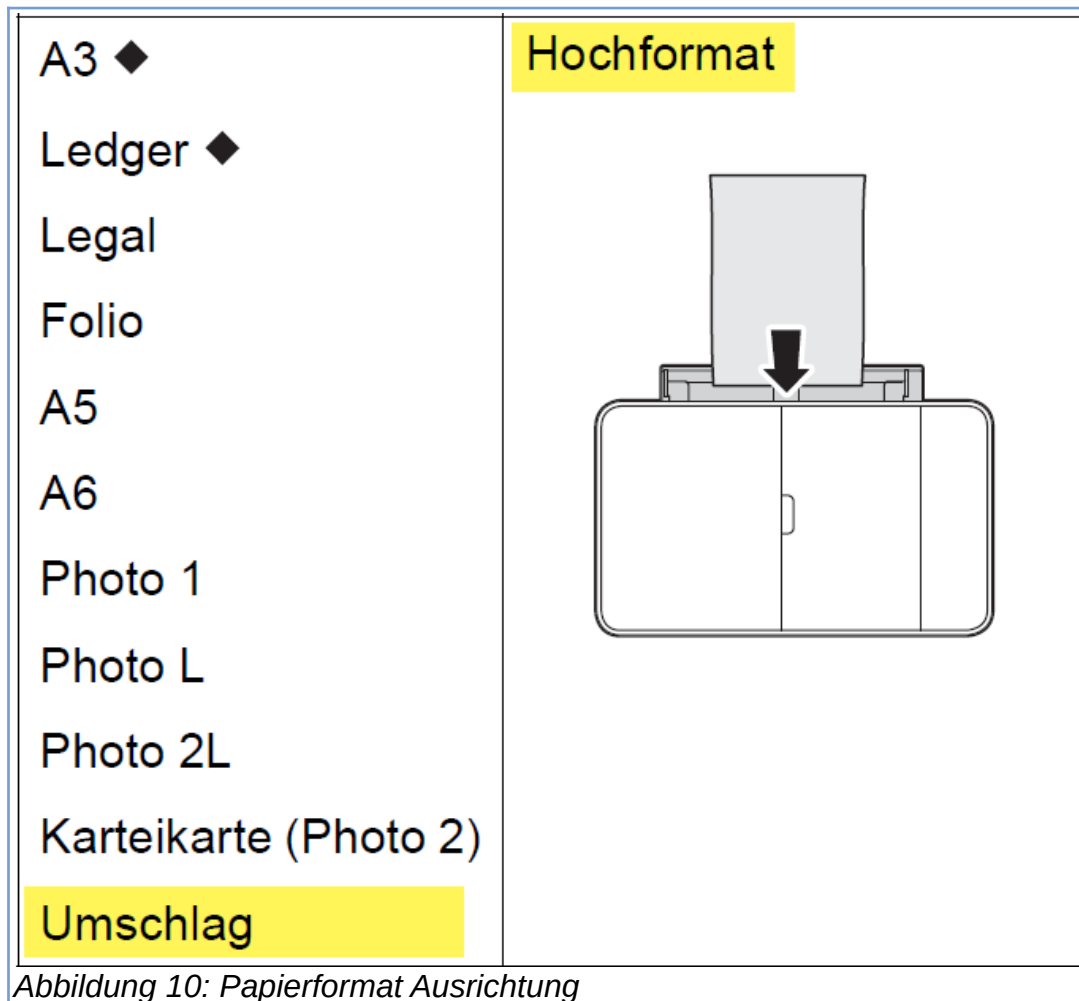 A3 ◆
Hochformat
Ledger ◆
Legal
Folio
A5
A6
Photo 1
Photo L
Photo 2L
Karteikarte (Photo 2)
Umschlag
Abbildung 10: Papierformat Ausrichtung